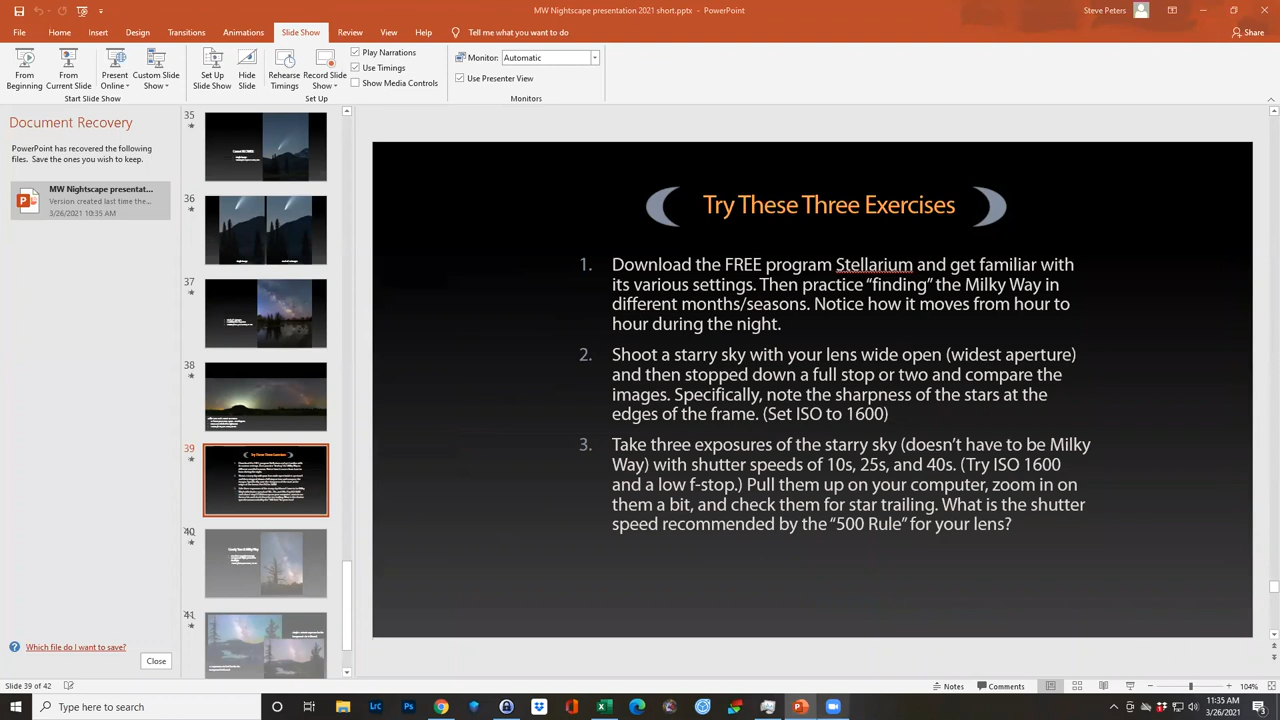 MW Nightscape presentation 2021 short.pptx - PowerPoint
Steve Peters
File
Home
Insert
Design
Transitions
Animations
Slide Show
Review
View
Help
Tell me what you want to do
Share
From Beginning
From Current Slide
Present Online
Custom Slide Show
Start Slide Show
Set Up Slide Show
Hide Slide
Rehearse Timings
Record Slide Show
Play Narrations
Use Timings
Show Media Controls
Set Up
Monitor:
Automatic
Use Presenter View
Monitors
Document Recovery
PowerPoint has recovered the following
files. Save the ones you wish to keep.
MW Nightscape presentat...
Version created last time the...
3/26/2021 10:35 AM
Which file do I want to save?
Close
35
36
37
38
39
Try These Three Exercises
40
41
Try These Three Exercises
1. Download the FREE program Stellarium and get familiar with
its various settings. Then practice “finding” the Milky Way in
different months/seasons. Notice how it moves from hour to
hour during the night.
2. Shoot a starry sky with your lens wide open (widest aperture)
and then stopped down a full stop or two and compare the
images. Specifically, note the sharpness of the stars at the
edges of the frame. (Set ISO to 1600)
3. Take three exposures of the starry sky (doesn’t have to be Milky
Way) with shutter speeds of 10s, 25s, and 40s. (Try ISO 1600
and a low f-stop.) Pull them up on your computer, zoom in on
them a bit, and check them for star trailing. What is the shutter
speed recommended by the “500 Rule” for your lens?
Slide 39 of 42
Notes
Comments
104%
Type here to search
11:35 AM
3/26/2021